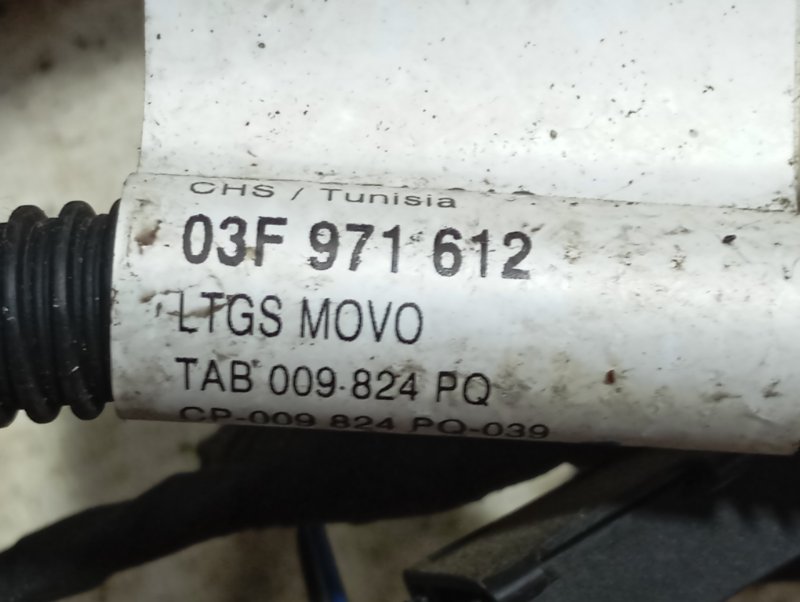 CHS / Tunisia
03F 971 612
LTGS MOVO
TAB 009.824 PQ
CP-009 824 PQ-039